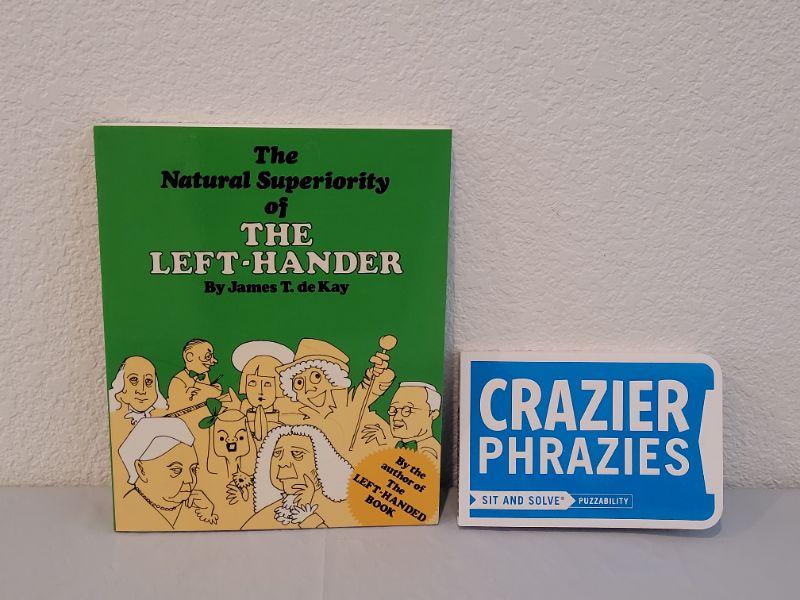 The
Natural Superiority
of
THE
LEFT-HANDER
By James T. de Kay
By the
author of
The
LEFT-HANDED
BOOK
CRAZIER
PHRAZIES
SIT AND SOLVE®
PUZZABILITY